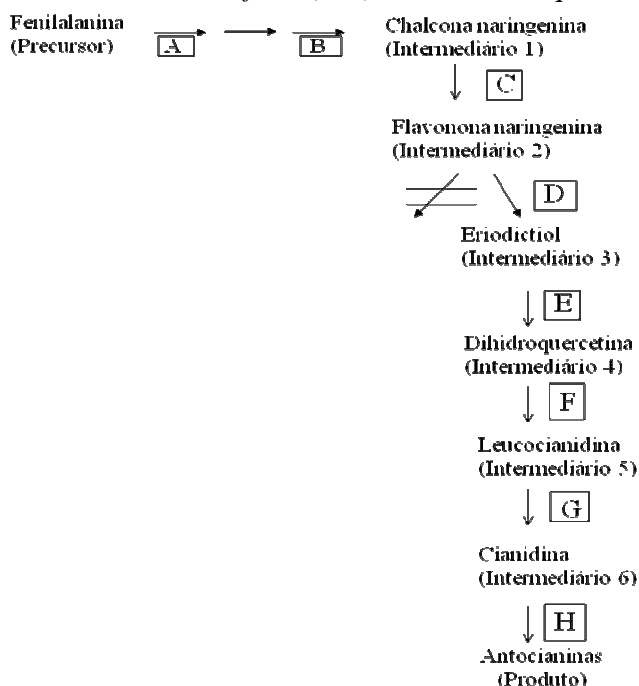 Fenilalanina
(Precursor)
A
B
Chalcona naringenina
(Intermediário 1)
C
Flavonona naringenina
(Intermediário 2)
D
Eriodictiol
(Intermediário 3)
E
Dihidroquercetina
(Intermediário 4)
F
Leucocianidina
(Intermediário 5)
G
Cianidina
(Intermediário 6)
H
Antocianinas
(Produto)